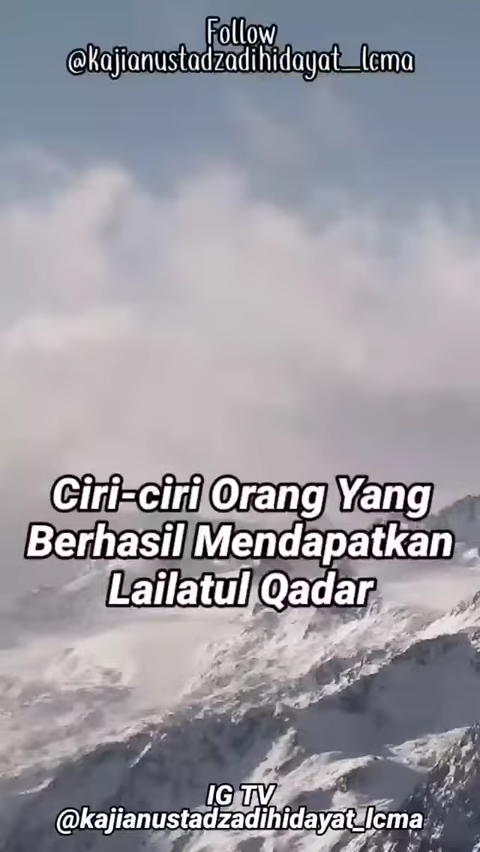 Follow
@kajianustadzadihidayat_lcma
Ciri-ciri Orang Yang
Berhasil Mendapatkan
Lailatul Qadar
IG TV
@kajianustadzadihidayat_lcma